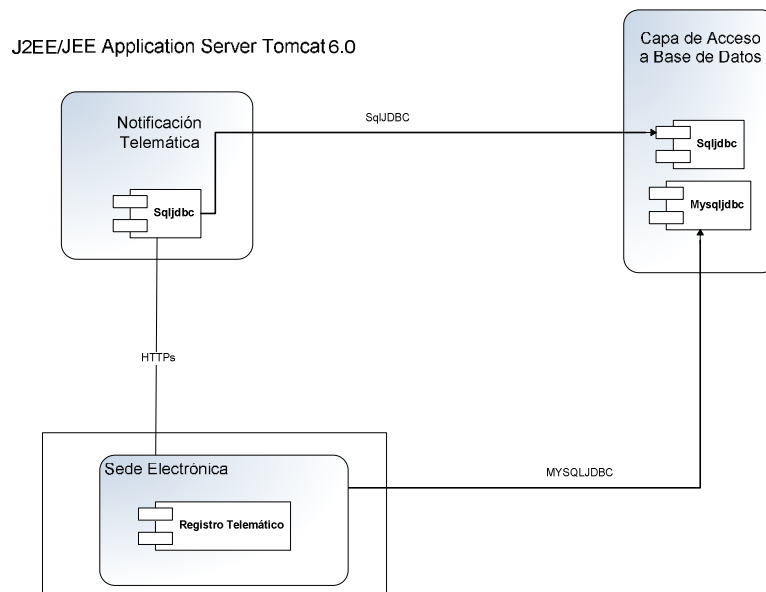 J2EE/JEE Application Server Tomcat 6.0
Capa de Acceso
a Base de Datos
Notificación
Telemática
SqlJDBC
Sqljdbc
Sqljdbc
Mysqljdbc
HTTPs
Sede Electrónica
MYSQLJDBC
Registro Telemático